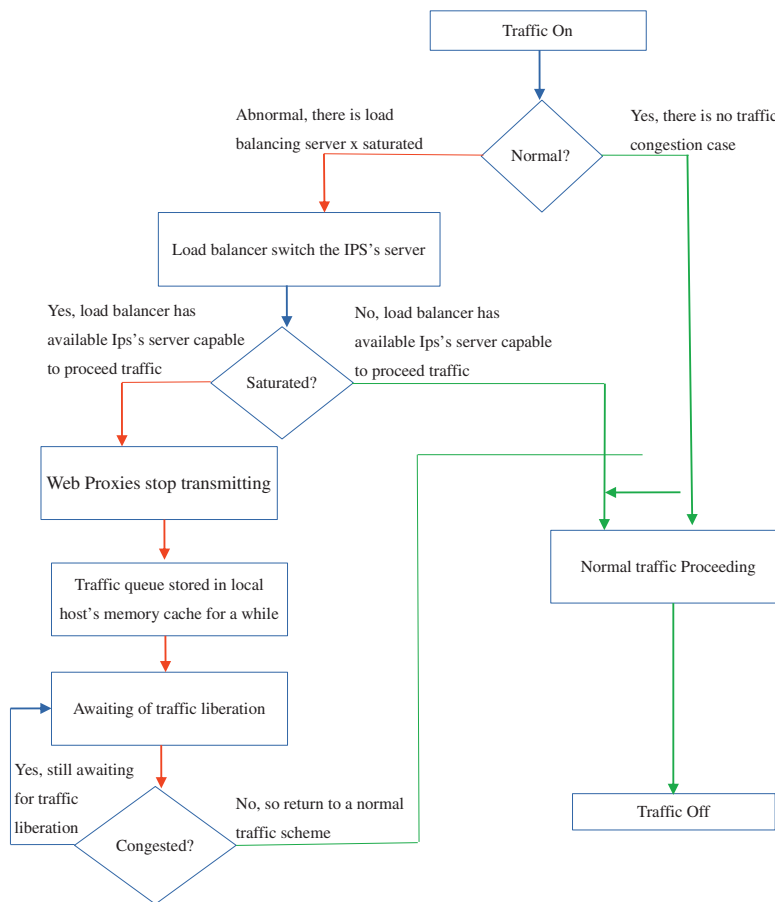 Traffic On
Abnormal, there is load
balancing server x saturated
Yes, there is no traffic
congestion case
Normal?
Load balancer switch the IPS’s server
Yes, load balancer has
available Ips’s server capable
to proceed traffic
No, load balancer has
available Ips’s server capable
to proceed traffic
Saturated?
Web Proxies stop transmitting
Normal traffic Proceeding
Traffic queue stored in local
host’s memory cache for a while
Awaiting of traffic liberation
Yes, still awaiting
for traffic
liberation
No, so return to a normal
traffic scheme
Congested?
Traffic Off